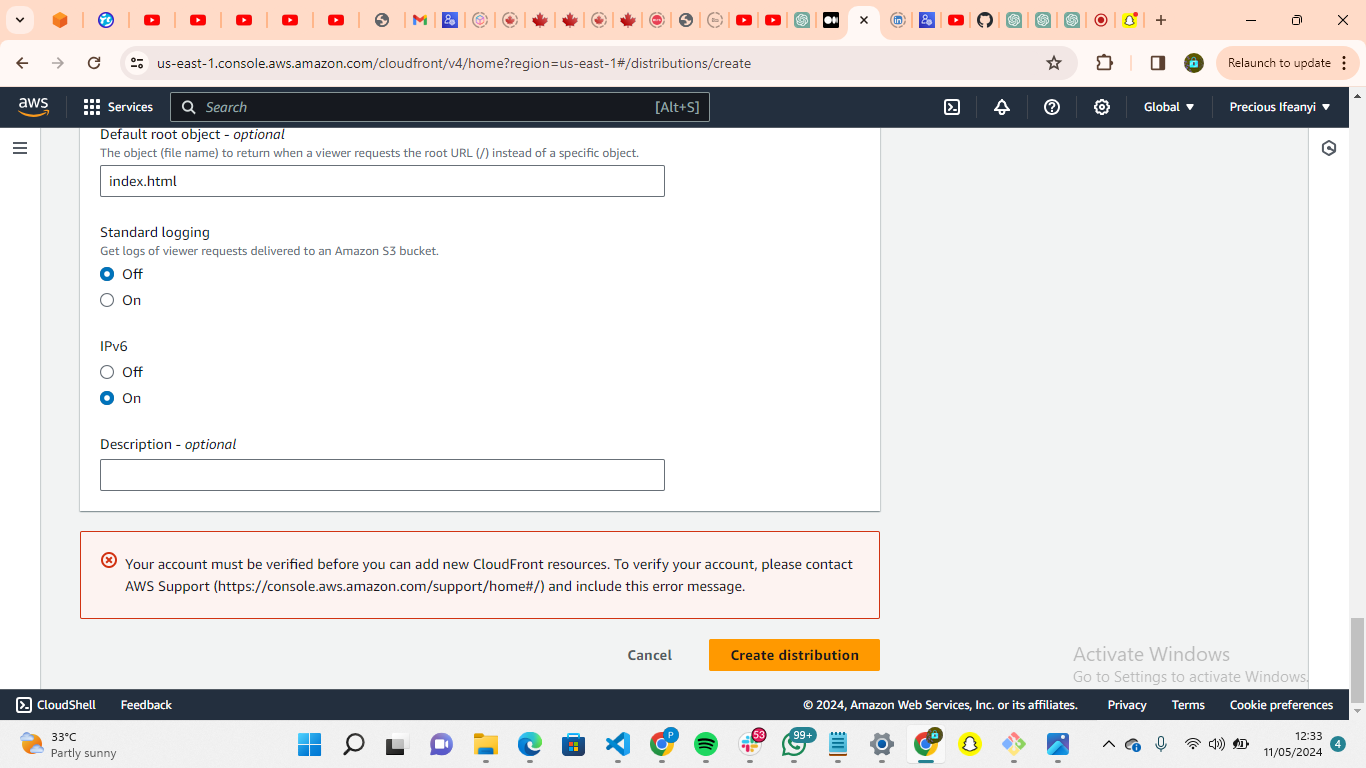 us-east-1.console.aws.amazon.com/cloudfront/v4/home?region=us-east-1#/distributions/create
Relaunch to update
aws
Services
Search
[Alt+S]
Global
Precious Ifeanyi
Default root object - optional
The object (file name) to return when a viewer requests the root URL (/) instead of a specific object.
index.html
Standard logging
Get logs of viewer requests delivered to an Amazon S3 bucket.
Off
On
IPv6
Off
On
Description - optional
Your account must be verified before you can add new CloudFront resources. To verify your account, please contact
AWS Support (https://console.aws.amazon.com/support/home#/) and include this error message.
Cancel
Create distribution
Activate Windows
Go to Settings to activate Windows.
CloudShell
Feedback
© 2024, Amazon Web Services, Inc. or its affiliates.
Privacy
Terms
Cookie preferences
33°C
Partly sunny
P
53
99+
12:33
11/05/2024
4